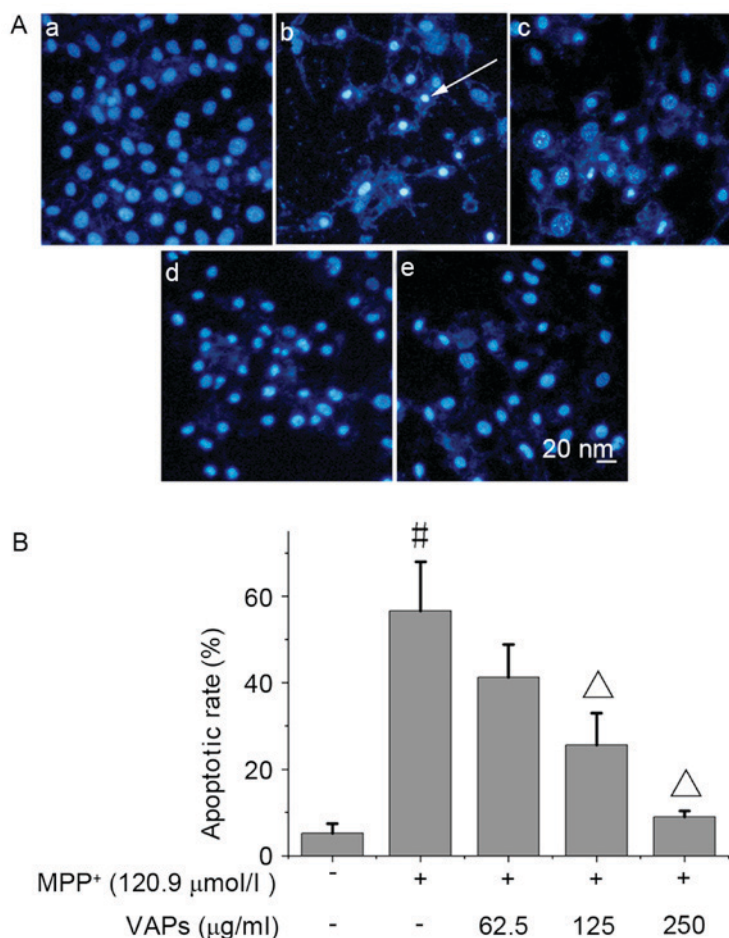 A
a
b
c
d
e
20 nm
B
#
△
△
Apoptotic rate (%)
60
40
20
0
MPP⁺ (120.9 μmol/l ) - + + + +
VAPs (μg/ml) - - 62.5 125 250